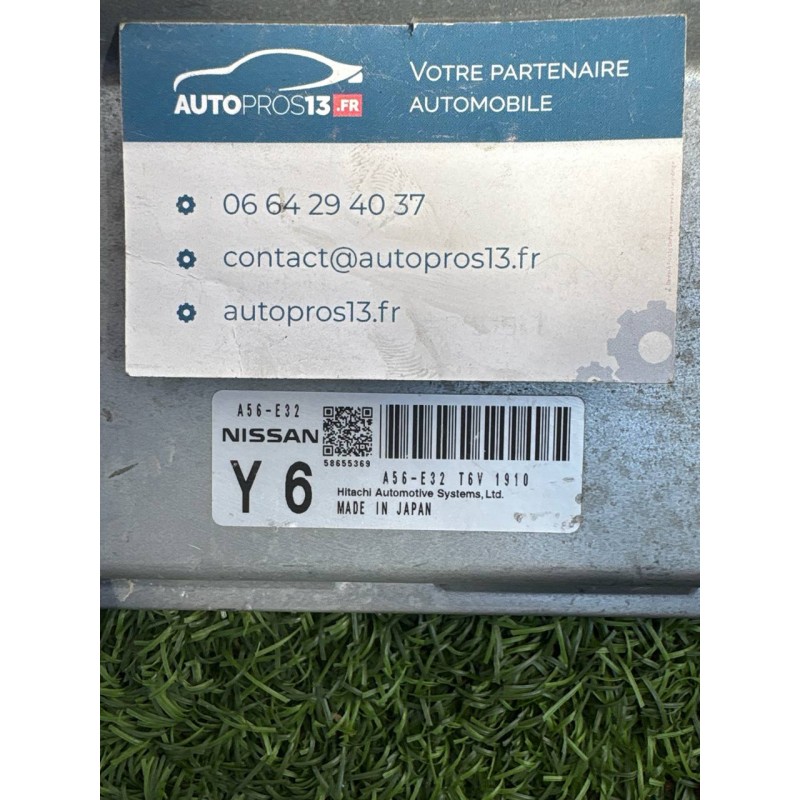 AUTOPROS13.FR
VOTRE PARTENAIRE
AUTOMOBILE
06 64 29 40 37
contact@autopros13.fr
autopros13.fr
A56-E32
NISSAN
58655369
Y 6
A56-E32 T6V 1910
Hitachi Automotive Systems, Ltd.
MADE IN JAPAN